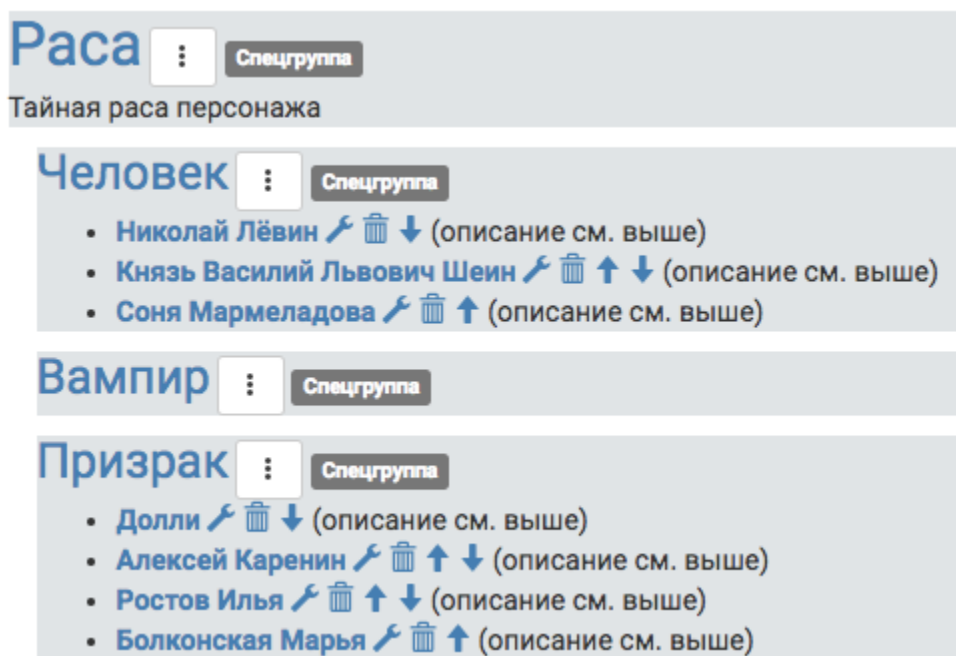 Раса Спецгруппа
Тайная раса персонажа
Человек Спецгруппа
Николай Лёвин (описание см. выше)
Князь Василий Львович Шеин (описание см. выше)
Соня Мармеладова (описание см. выше)
Вампир Спецгруппа
Призрак Спецгруппа
Долли (описание см. выше)
Алексей Каренин (описание см. выше)
Ростов Илья (описание см. выше)
Болконская Марья (описание см. выше)